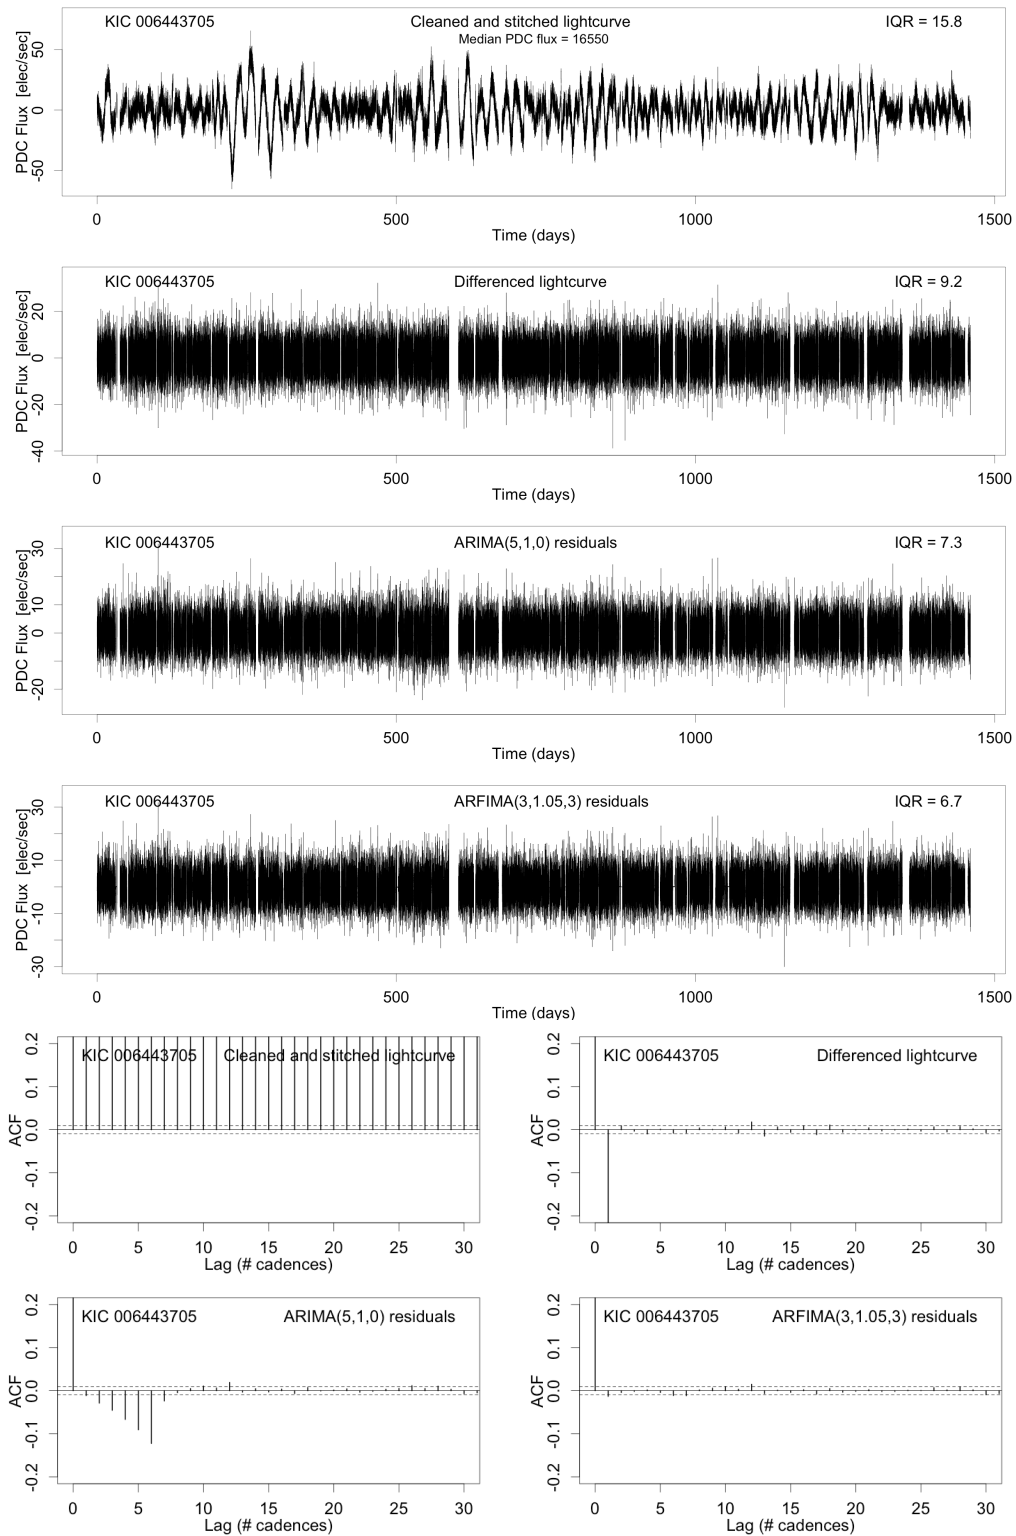 KIC 006443705 Cleaned and stitched lightcurve IQR = 15.8
Median PDC flux = 16550
PDC Flux [elec/sec]
50
0
-50
0 500 1000 1500
Time (days)
KIC 006443705 Differenced lightcurve IQR = 9.2
PDC Flux [elec/sec]
20
0
-20
-40
0 500 1000 1500
Time (days)
KIC 006443705 ARIMA(5,1,0) residuals IQR = 7.3
PDC Flux [elec/sec]
30
10
0
-20
0 500 1000 1500
Time (days)
KIC 006443705 ARFIMA(3,1.05,3) residuals IQR = 6.7
PDC Flux [elec/sec]
30
10
-10
-30
0 500 1000 1500
Time (days)
KIC 006443705 Cleaned and stitched lightcurve
ACF
0.2
0.1
0.0
-0.1
-0.2
0 5 10 15 20 25 30
Lag (# cadences)
KIC 006443705 Differenced lightcurve
ACF
0.2
0.1
0.0
-0.1
-0.2
0 5 10 15 20 25 30
Lag (# cadences)
KIC 006443705 ARIMA(5,1,0) residuals
ACF
0.2
0.1
0.0
-0.1
-0.2
0 5 10 15 20 25 30
Lag (# cadences)
KIC 006443705 ARFIMA(3,1.05,3) residuals
ACF
0.2
0.1
0.0
-0.1
-0.2
0 5 10 15 20 25 30
Lag (# cadences)